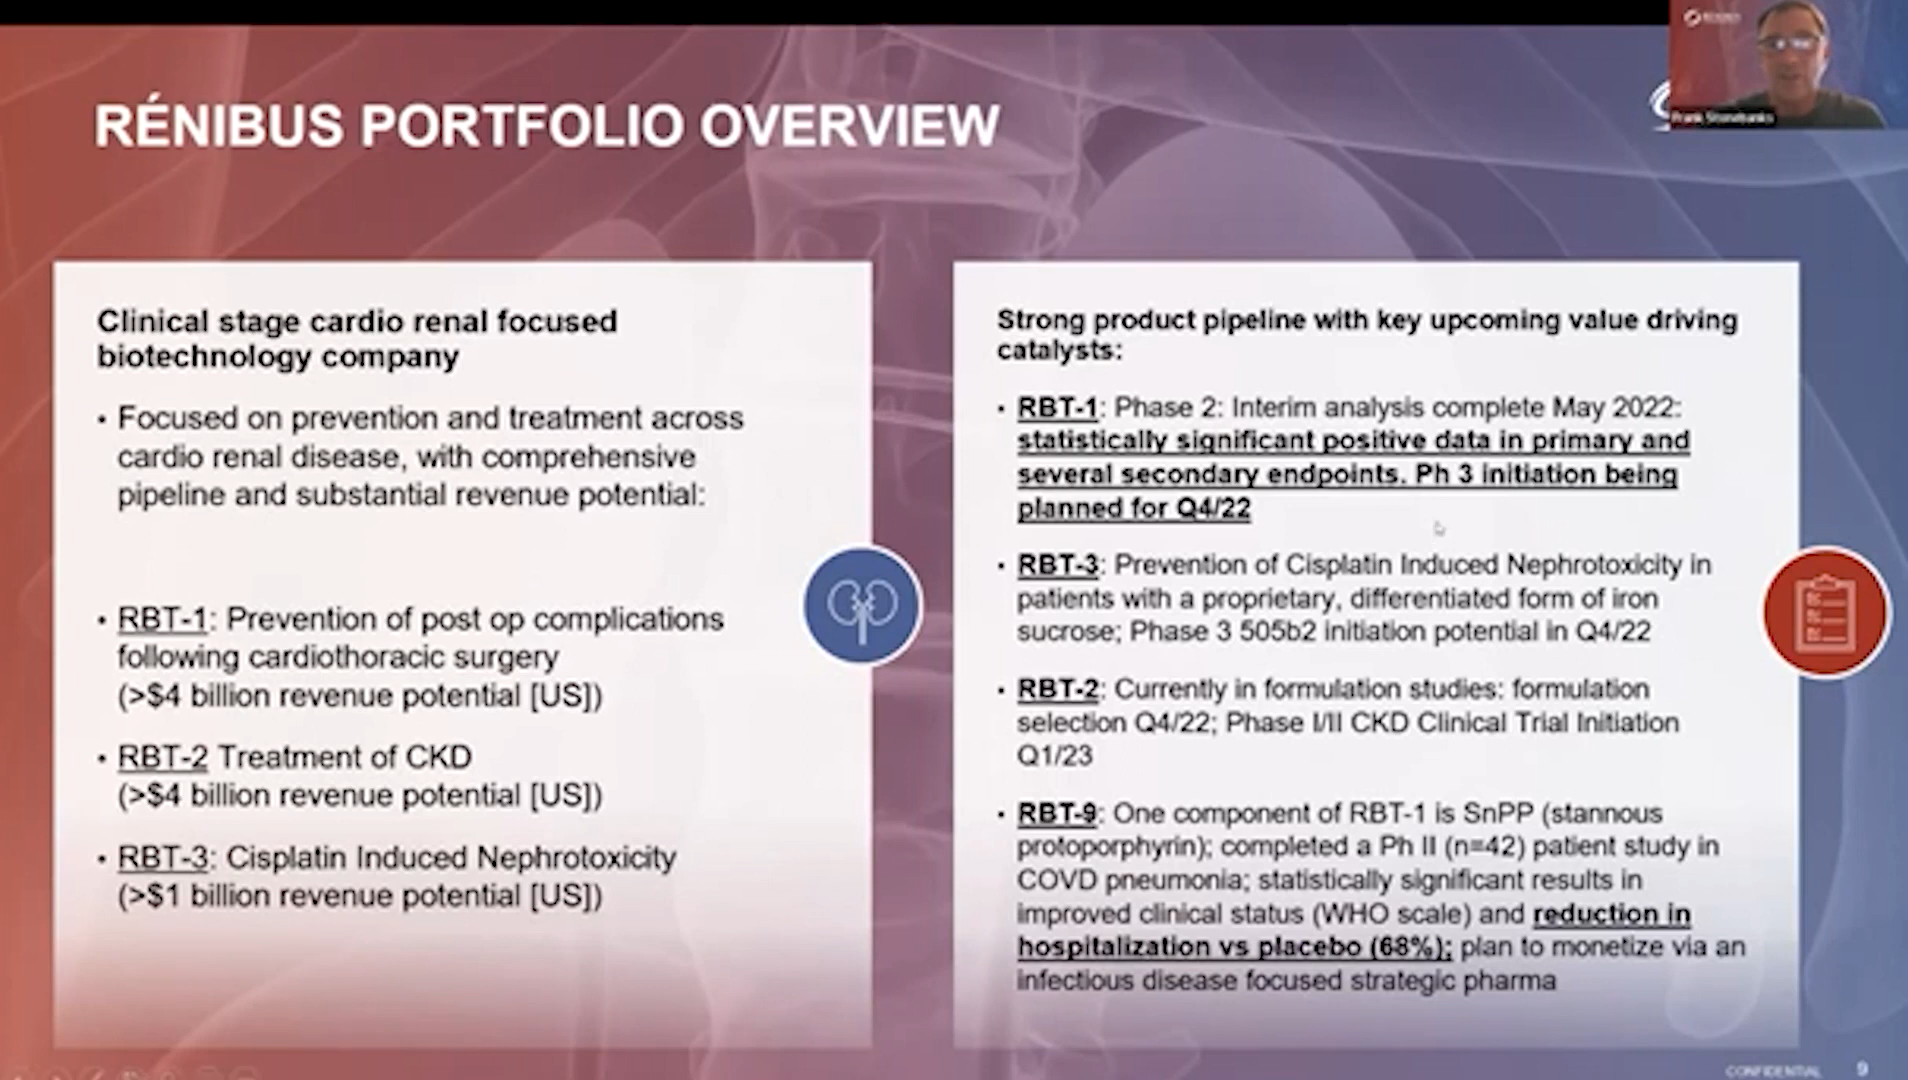 RÉNIBUS PORTFOLIO OVERVIEW
Frank Stonebanks
Clinical stage cardio renal focused
biotechnology company
• Focused on prevention and treatment across
cardio renal disease, with comprehensive
pipeline and substantial revenue potential:
• RBT-1: Prevention of post op complications
following cardiothoracic surgery
(>$4 billion revenue potential [US])
• RBT-2 Treatment of CKD
(>$4 billion revenue potential [US])
• RBT-3: Cisplatin Induced Nephrotoxicity
(>$1 billion revenue potential [US])
Strong product pipeline with key upcoming value driving
catalysts:
• RBT-1: Phase 2: Interim analysis complete May 2022:
statistically significant positive data in primary and
several secondary endpoints. Ph 3 initiation being
planned for Q4/22
• RBT-3: Prevention of Cisplatin Induced Nephrotoxicity in
patients with a proprietary, differentiated form of iron
sucrose; Phase 3 505b2 initiation potential in Q4/22
• RBT-2: Currently in formulation studies: formulation
selection Q4/22; Phase I/II CKD Clinical Trial Initiation
Q1/23
• RBT-9: One component of RBT-1 is SnPP (stannous
protoporphyrin); completed a Ph II (n=42) patient study in
COVD pneumonia; statistically significant results in
improved clinical status (WHO scale) and reduction in
hospitalization vs placebo (68%); plan to monetize via an
infectious disease focused strategic pharma
CONFIDENTIAL 9